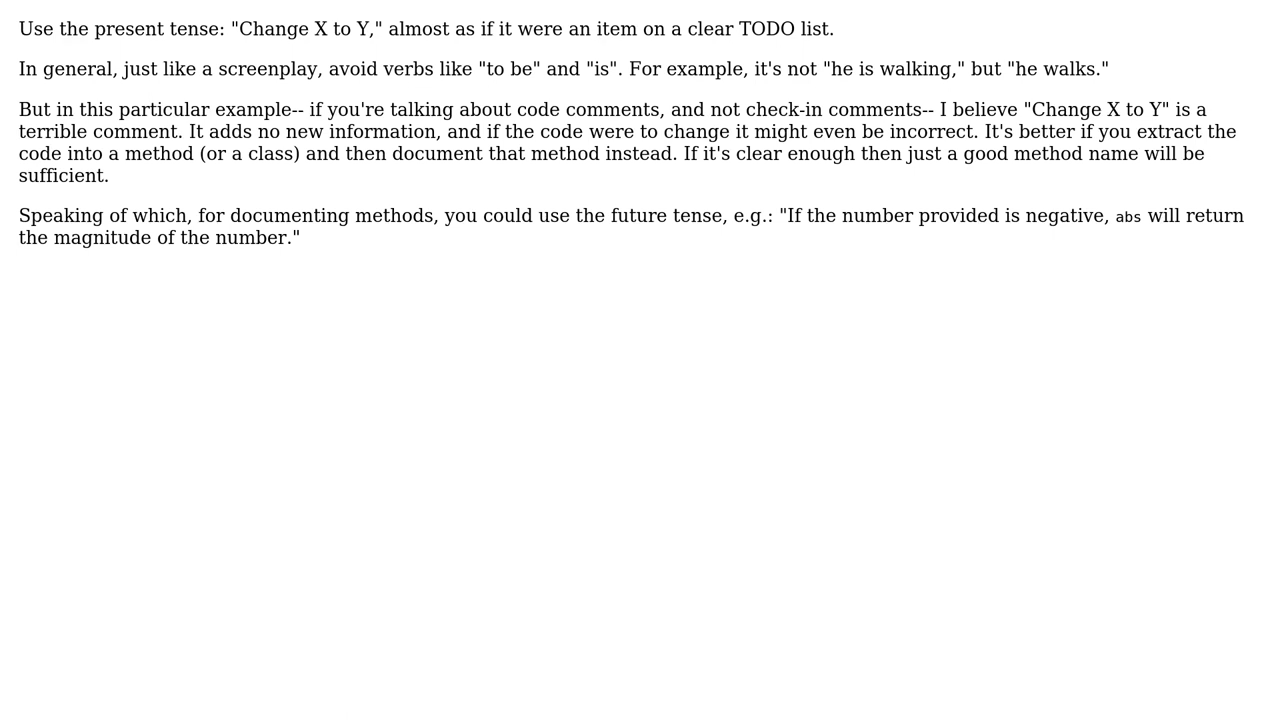 Use the present tense: "Change X to Y," almost as if it were an item on a clear TODO list.
In general, just like a screenplay, avoid verbs like "to be" and "is". For example, it's not "he is walking," but "he walks."
But in this particular example-- if you're talking about code comments, and not check-in comments-- I believe "Change X to Y" is a
terrible comment. It adds no new information, and if the code were to change it might even be incorrect. It's better if you extract the
code into a method (or a class) and then document that method instead. If it's clear enough then just a good method name will be
sufficient.
Speaking of which, for documenting methods, you could use the future tense, e.g.: "If the number provided is negative, abs will return
the magnitude of the number."